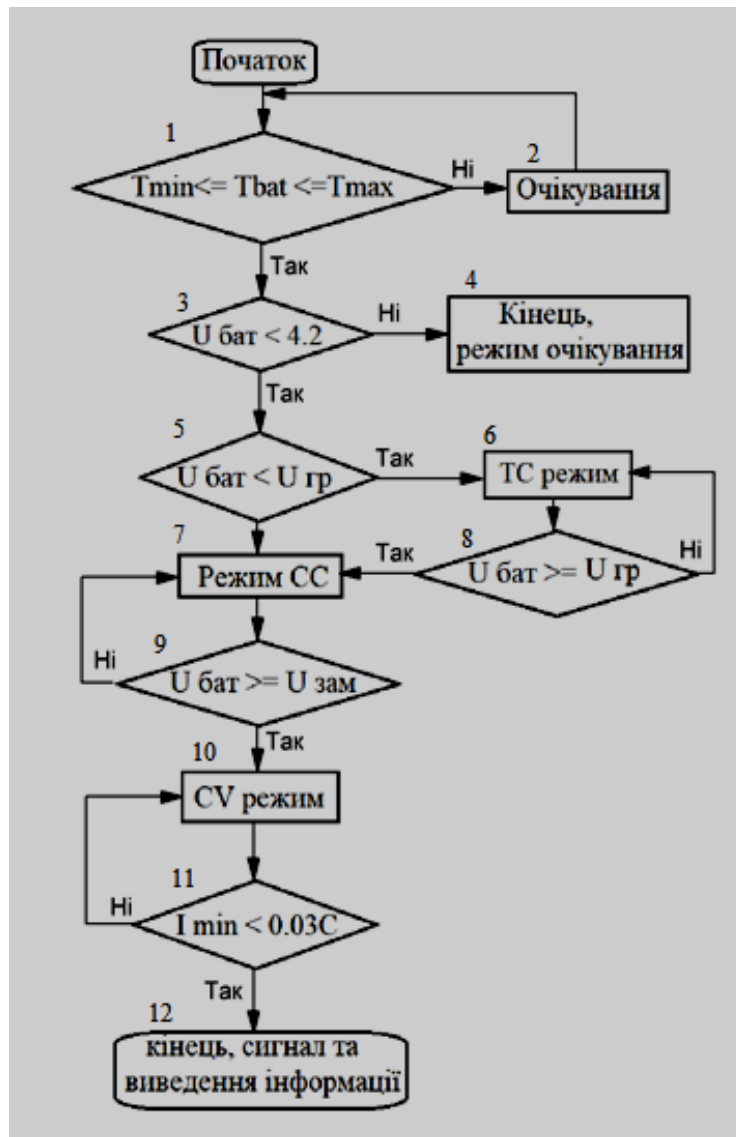 Початок
1
Tmin<= Tbat <=Tmax
Ні
2
Очікування
Так
3
U бат < 4.2
Ні
4
Кінець,
режим очікування
Так
5
U бат < U гр
Так
6
ТС режим
7
Режим СС
Так
8
U бат >= U гр
Ні
9
Ні
U бат >= U зам
Так
10
CV режим
11
Ні
I min < 0.03C
Так
12
кінець, сигнал та
виведення інформації